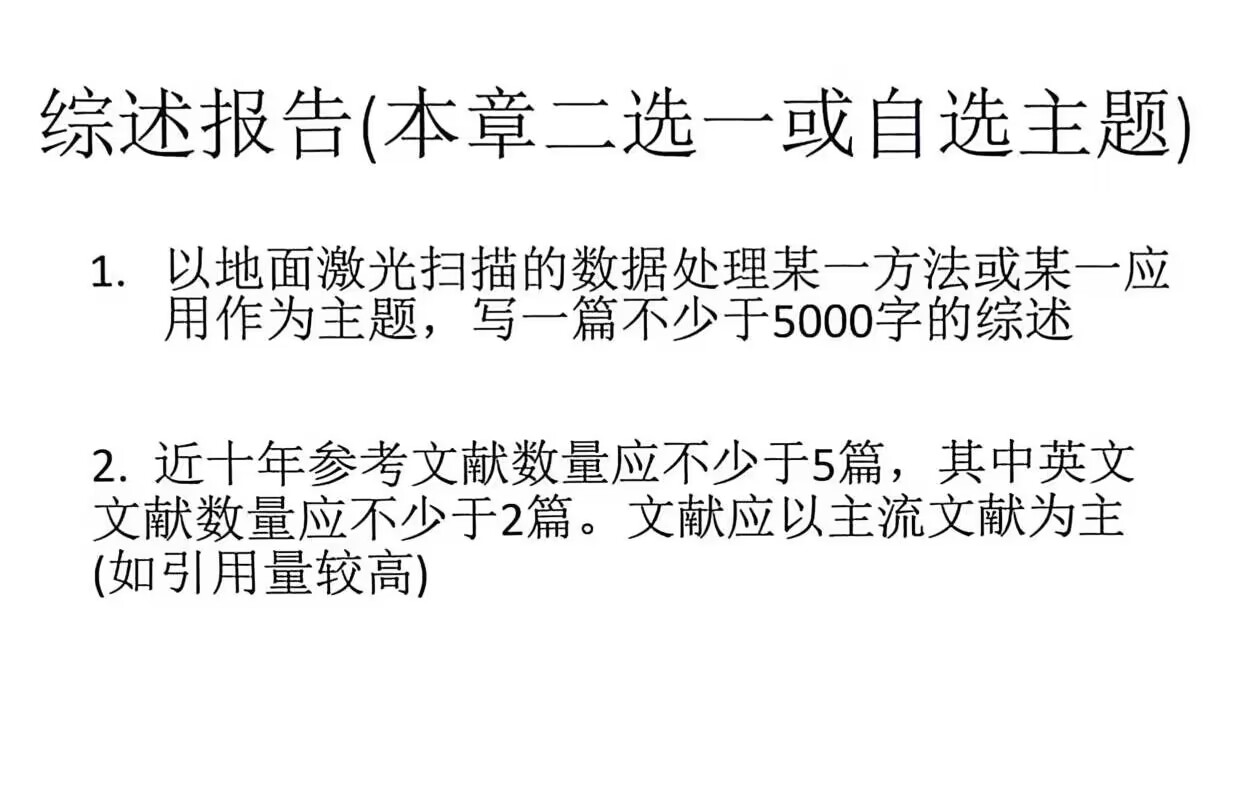 综述报告(本章二选一或自选主题)
1. 以地面激光扫描的数据处理某一方法或某一应
用作为主题，写一篇不少于5000字的综述
2. 近十年参考文献数量应不少于5篇，其中英文
文献数量应不少于2篇。文献应以主流文献为主
(如引用量较高)